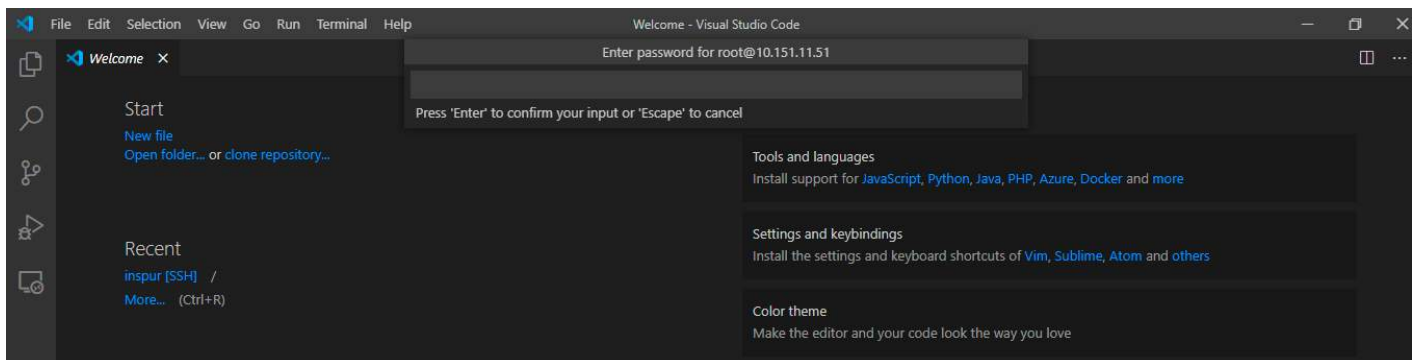 File Edit Selection View Go Run Terminal Help
Welcome - Visual Studio Code
Welcome
Enter password for root@10.151.11.51
Press 'Enter' to confirm your input or 'Escape' to cancel
Start
New file
Open folder... or clone repository...
Recent
inspur [SSH] /
More... (Ctrl+R)
Tools and languages
Install support for JavaScript, Python, Java, PHP, Azure, Docker and more
Settings and keybindings
Install the settings and keyboard shortcuts of Vim, Sublime, Atom and others
Color theme
Make the editor and your code look the way you love